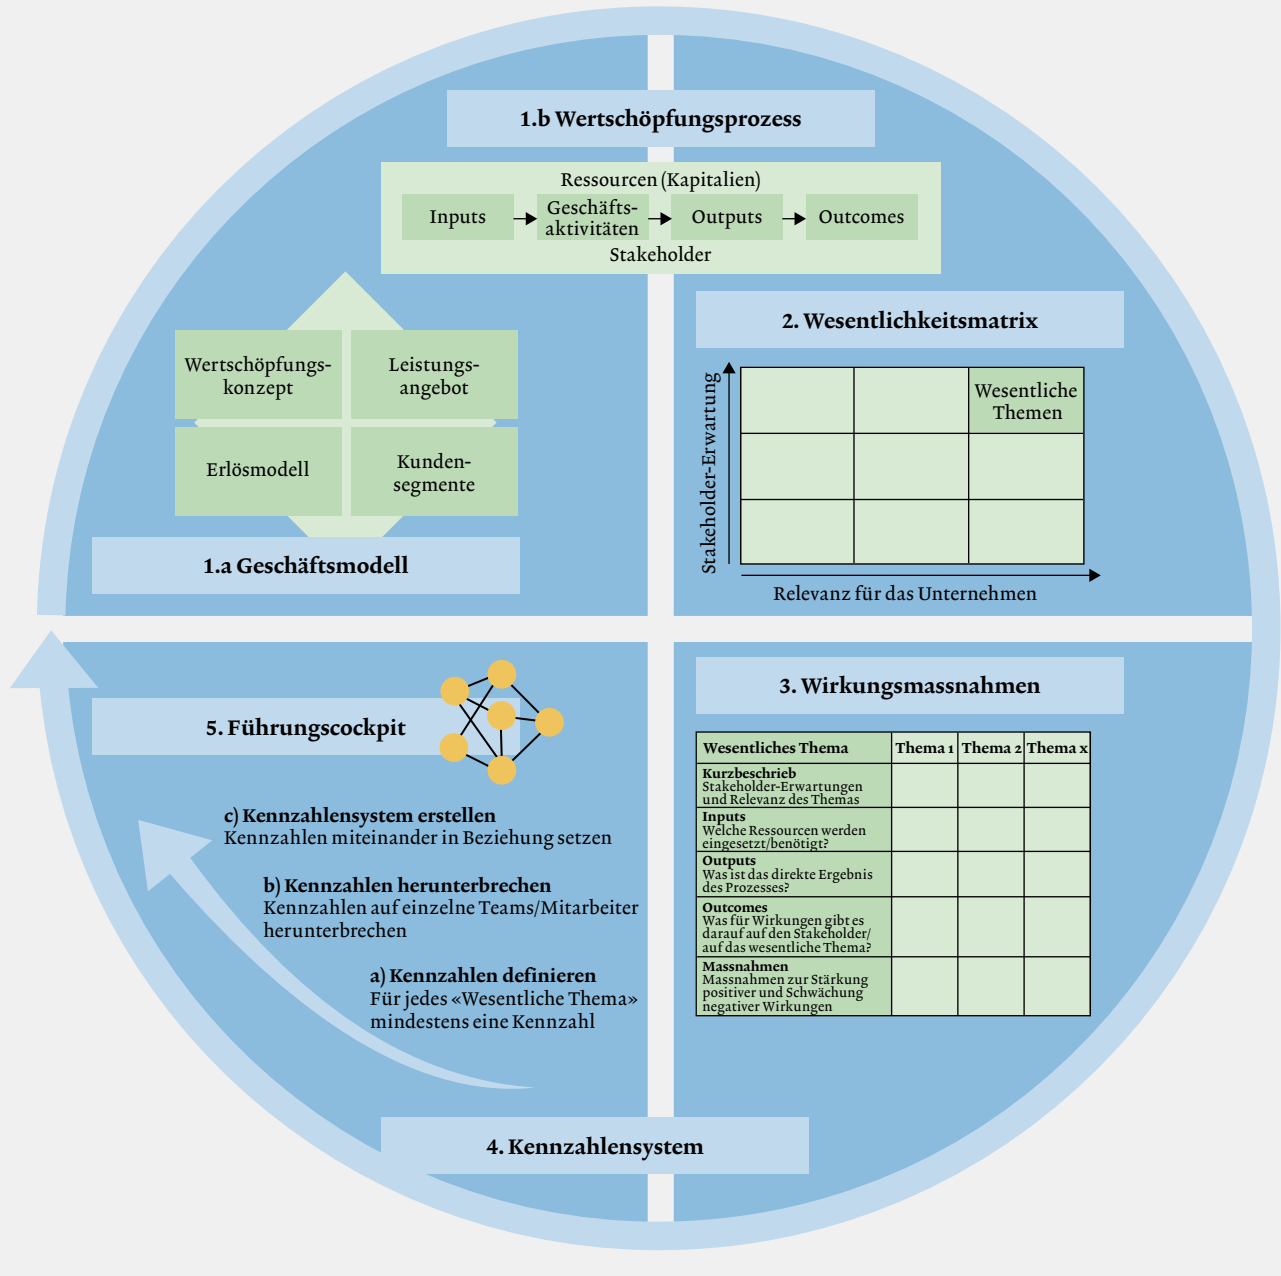 1.b Wertschöpfungsprozess
Ressourcen (Kapitalien)
Inputs
Geschäfts-
aktivitäten
Outputs
Outcomes
Stakeholder
Wertschöpfungs-
konzept
Leistungs-
angebot
Erlösmodell
Kunden-
segmente
1.a Geschäftsmodell
2. Wesentlichkeitsmatrix
Stakeholder-Erwartung
Wesentliche
Themen
Relevanz für das Unternehmen
3. Wirkungsmassnahmen
Wesentliches Thema
Thema 1
Thema 2
Thema x
Kurzbeschrieb
Stakeholder-Erwartungen
und Relevanz des Themas
Inputs
Welche Ressourcen werden
eingesetzt/benötigt?
Outputs
Was ist das direkte Ergebnis
des Prozesses?
Outcomes
Was für Wirkungen gibt es
darauf auf den Stakeholder/
auf das wesentliche Thema?
Massnahmen
Massnahmen zur Stärkung
positiver und Schwächung
negativer Wirkungen
5. Führungscockpit
c) Kennzahlensystem erstellen
Kennzahlen miteinander in Beziehung setzen
b) Kennzahlen herunterbrechen
Kennzahlen auf einzelne Teams/Mitarbeiter
herunterbrechen
a) Kennzahlen definieren
Für jedes «Wesentliche Thema»
mindestens eine Kennzahl
4. Kennzahlensystem